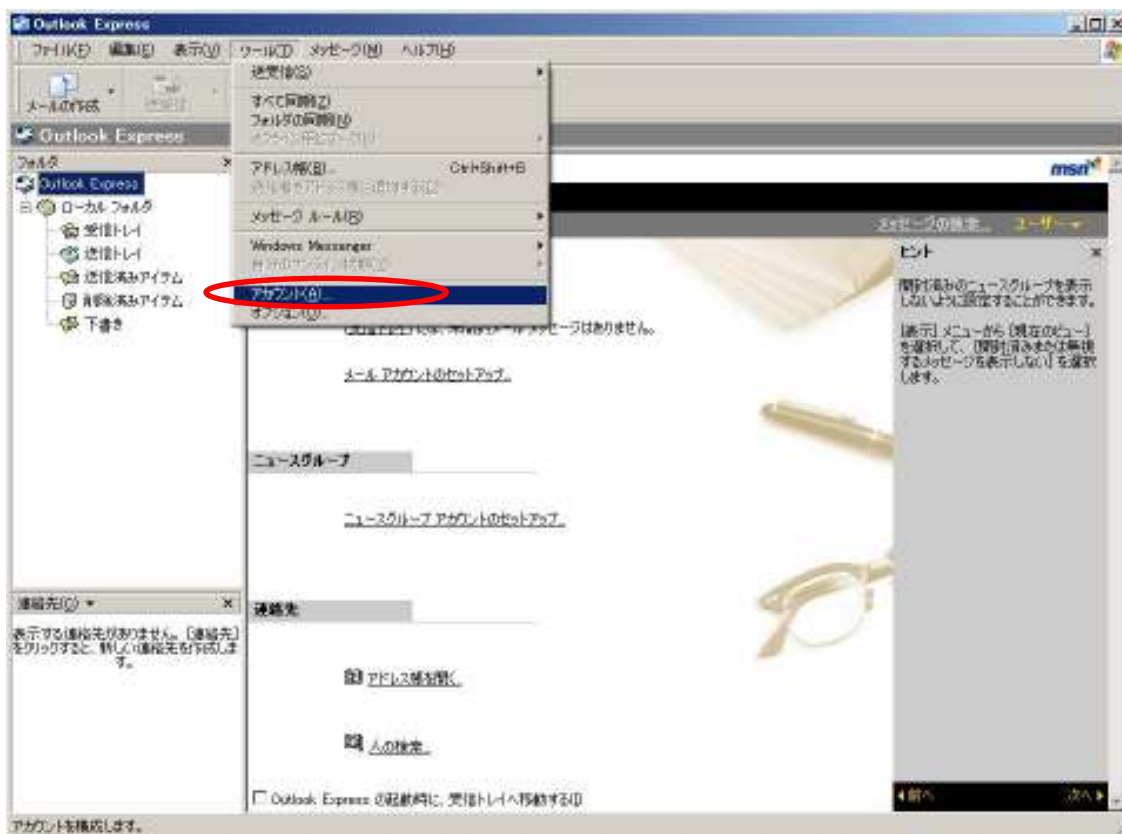 Outlook Express
ファイル(F) 編集(E) 表示(V) ツール(T) メッセージ(M) ヘルプ(H)
メールの作成
送受信(S)
すべて同期(Z)
フォルダの同期(N)
アドレス帳(B)... Ctrl+Shift+B
メッセージ ルール(R)
Windows Messenger
アカウント(A)...
オプション(O)...
Outlook Express
フォルダ ×
Outlook Express
ローカル フォルダ
受信トレイ
送信トレイ
送信済みアイテム
削除済みアイテム
下書き
msn
メッセージの検索... ユーザー
メッセージはありません。
メール アカウントのセットアップ...
ニュースグループ
ニュースグループ アカウントのセットアップ...
連絡先
アドレス帳を開く...
人の検索...
Outlook Express の起動時に、受信トレイへ移動する(I)
ヒント ×
開封済みのニュースグループを表示
しないように設定することができます。
[表示] メニューから [現在のビュー]
を選択して、[開封済みまたは無視
するメッセージを表示しない] を選択
します。
前へ 次へ
連絡先(C) ×
表示する連絡先がありません。[連絡先]
をクリックすると、新しい連絡先を作成しま
す。
アカウントを構成します。